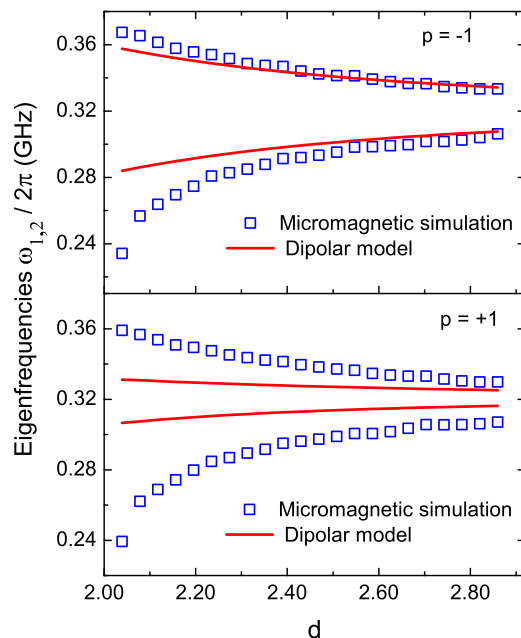 p = -1
0.36
0.32
0.28
0.24
Micromagnetic simulation
Dipolar model
Eigenfrequencies ω1,2 / 2π (GHz)
p = +1
0.36
0.32
0.28
0.24
Micromagnetic simulation
Dipolar model
2.00 2.20 2.40 2.60 2.80
d